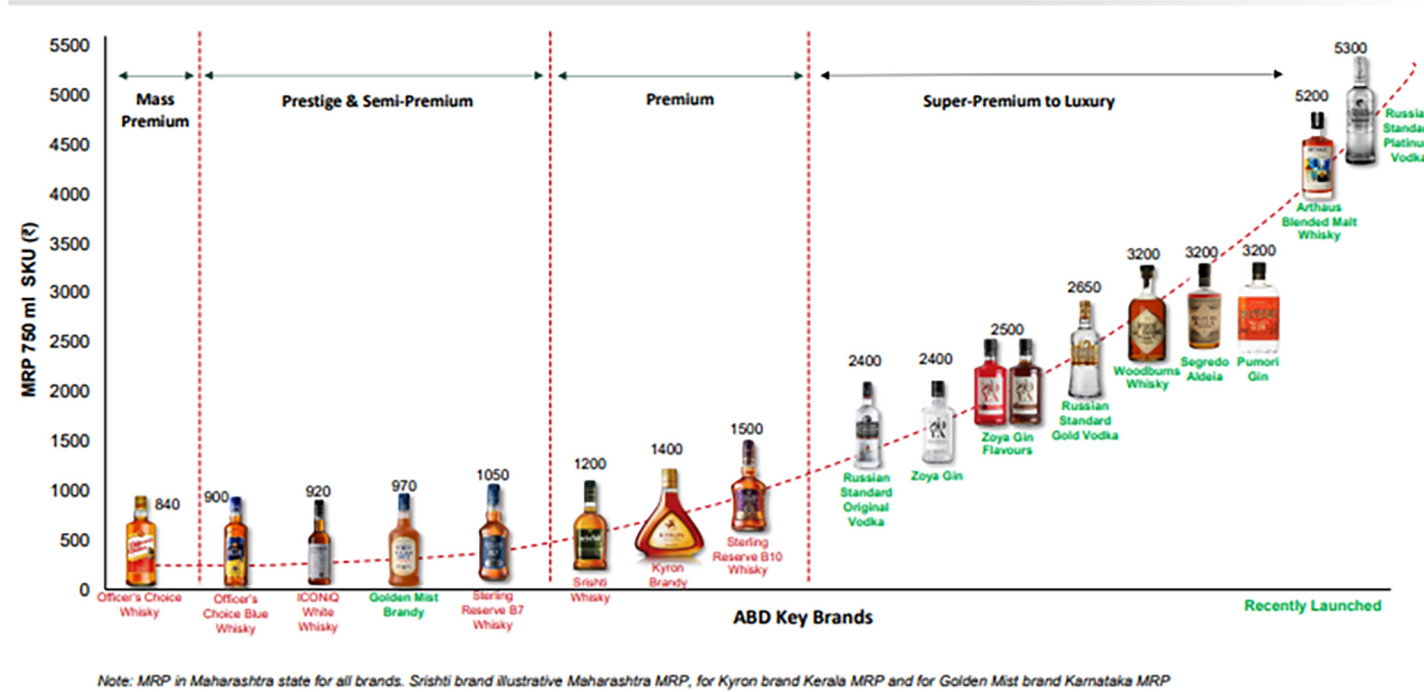 5500
5000
4500
4000
3500
3000
2500
2000
1500
1000
500
0
MRP 750 ml SKU (₹)
Mass
Premium
Prestige & Semi-Premium
Premium
Super-Premium to Luxury
840
Officer's Choice
Whisky
900
Officer's
Choice Blue
Whisky
920
ICONiQ
White
Whisky
970
Golden Mist
Brandy
1050
Sterling
Reserve B7
Whisky
1200
Srishti
Whisky
1400
Kyron
Brandy
1500
Sterling
Reserve B10
Whisky
2400
Russian
Standard
Original
Vodka
2400
Zoya Gin
2500
Zoya Gin
Flavours
2650
Russian
Standard
Gold Vodka
3200
Woodburns
Whisky
3200
Segredo
Aldeia
3200
Pumori
Gin
5200
Arthaus
Blended Malt
Whisky
5300
Russia
Standa
Platinu
Vodka
ABD Key Brands
Recently Launched
Note: MRP in Maharashtra state for all brands. Srishti brand illustrative Maharashtra MRP, for Kyron brand Kerala MRP and for Golden Mist brand Karnataka MRP